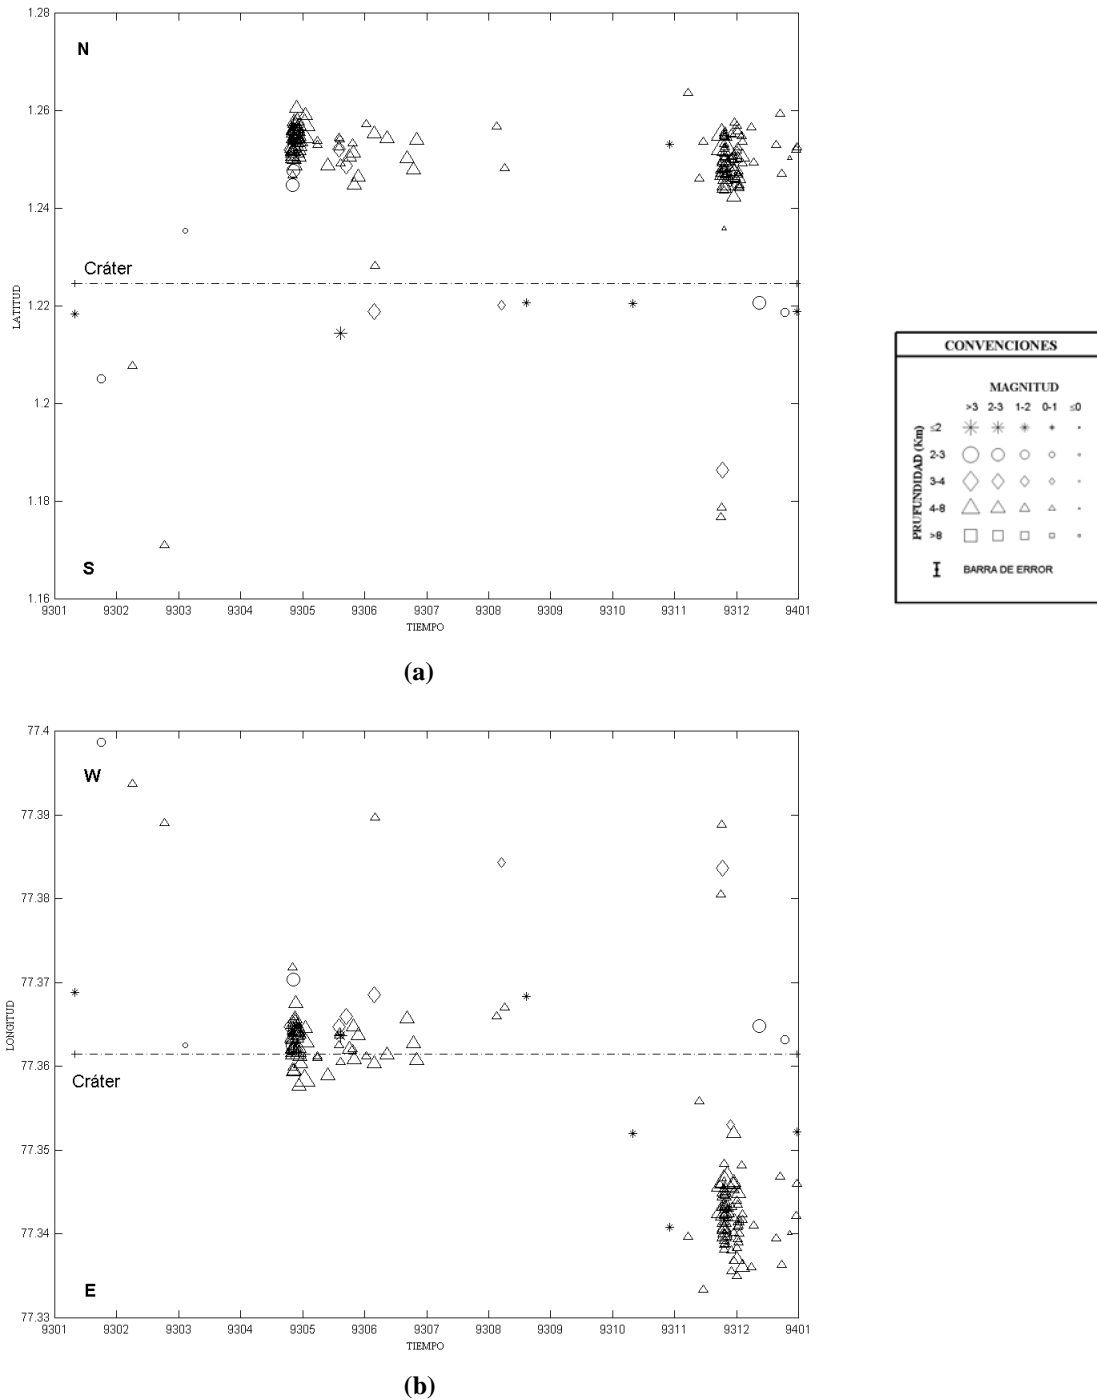 1.28
N
1.26
1.24
Cráter
1.22
LATITUD
1.2
1.18
S
1.16
9301 9302 9303 9304 9305 9306 9307 9308 9309 9310 9311 9312 9401
TIEMPO
(a)
CONVENCIONES
MAGNITUD
>3 2-3 1-2 0-1 ≤0
PRUFUNDIDAD (Km)
≤2
2-3
3-4
4-8
>8
BARRA DE ERROR
77.4
W
77.39
77.38
77.37
LONGITUD
77.36
Cráter
77.35
77.34
E
77.33
9301 9302 9303 9304 9305 9306 9307 9308 9309 9310 9311 9312 9401
TIEMPO
(b)